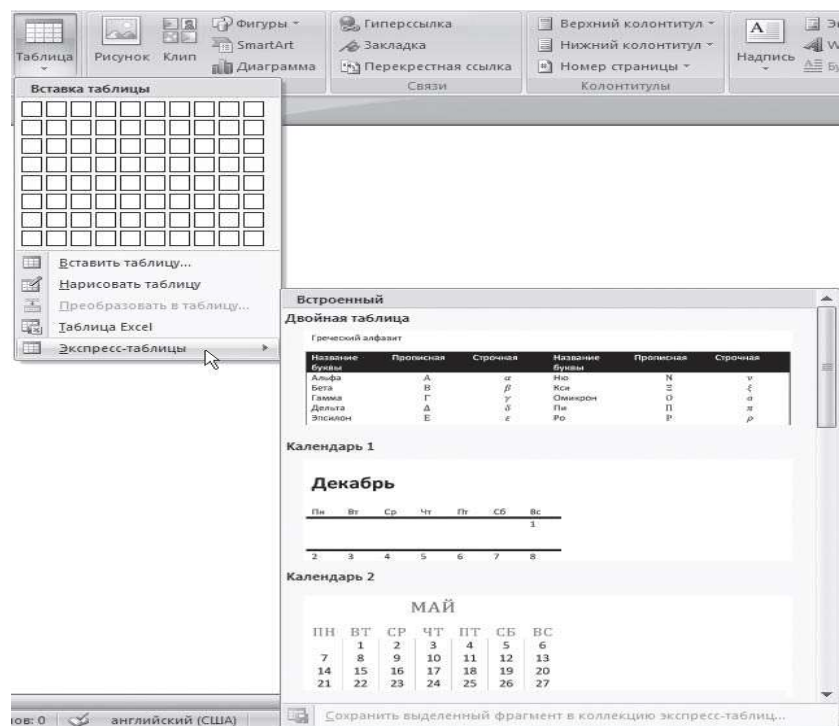 Таблица
Рисунок
Клип
Фигуры
SmartArt
Диаграмма
Гиперссылка
Закладка
Перекрестная ссылка
Связи
Верхний колонтитул
Нижний колонтитул
Номер страницы
Колонтитулы
A
Надпись
Вставка таблицы
Вставить таблицу...
Нарисовать таблицу
Преобразовать в таблицу...
Таблица Excel
Экспресс-таблицы
Встроенный
Двойная таблица
Греческий алфавит
Название буквы Прописная Строчная Название буквы Прописная Строчная
Альфа Α α Ню Ν ν
Бета Β β Кси Ξ ξ
Гамма Γ γ Омикрон Ο ο
Дельта Δ δ Пи Π π
Эпсилон Ε ε Ро Ρ ρ
Календарь 1
Декабрь
Пн Вт Ср Чт Пт Сб Вс
1
2 3 4 5 6 7 8
Календарь 2
МАЙ
ПН ВТ СР ЧТ ПТ СБ ВС
1 2 3 4 5 6
7 8 9 10 11 12 13
14 15 16 17 18 19 20
21 22 23 24 25 26 27
Сохранить выделенный фрагмент в коллекцию экспресс-таблиц...
ов: 0 английский (США)